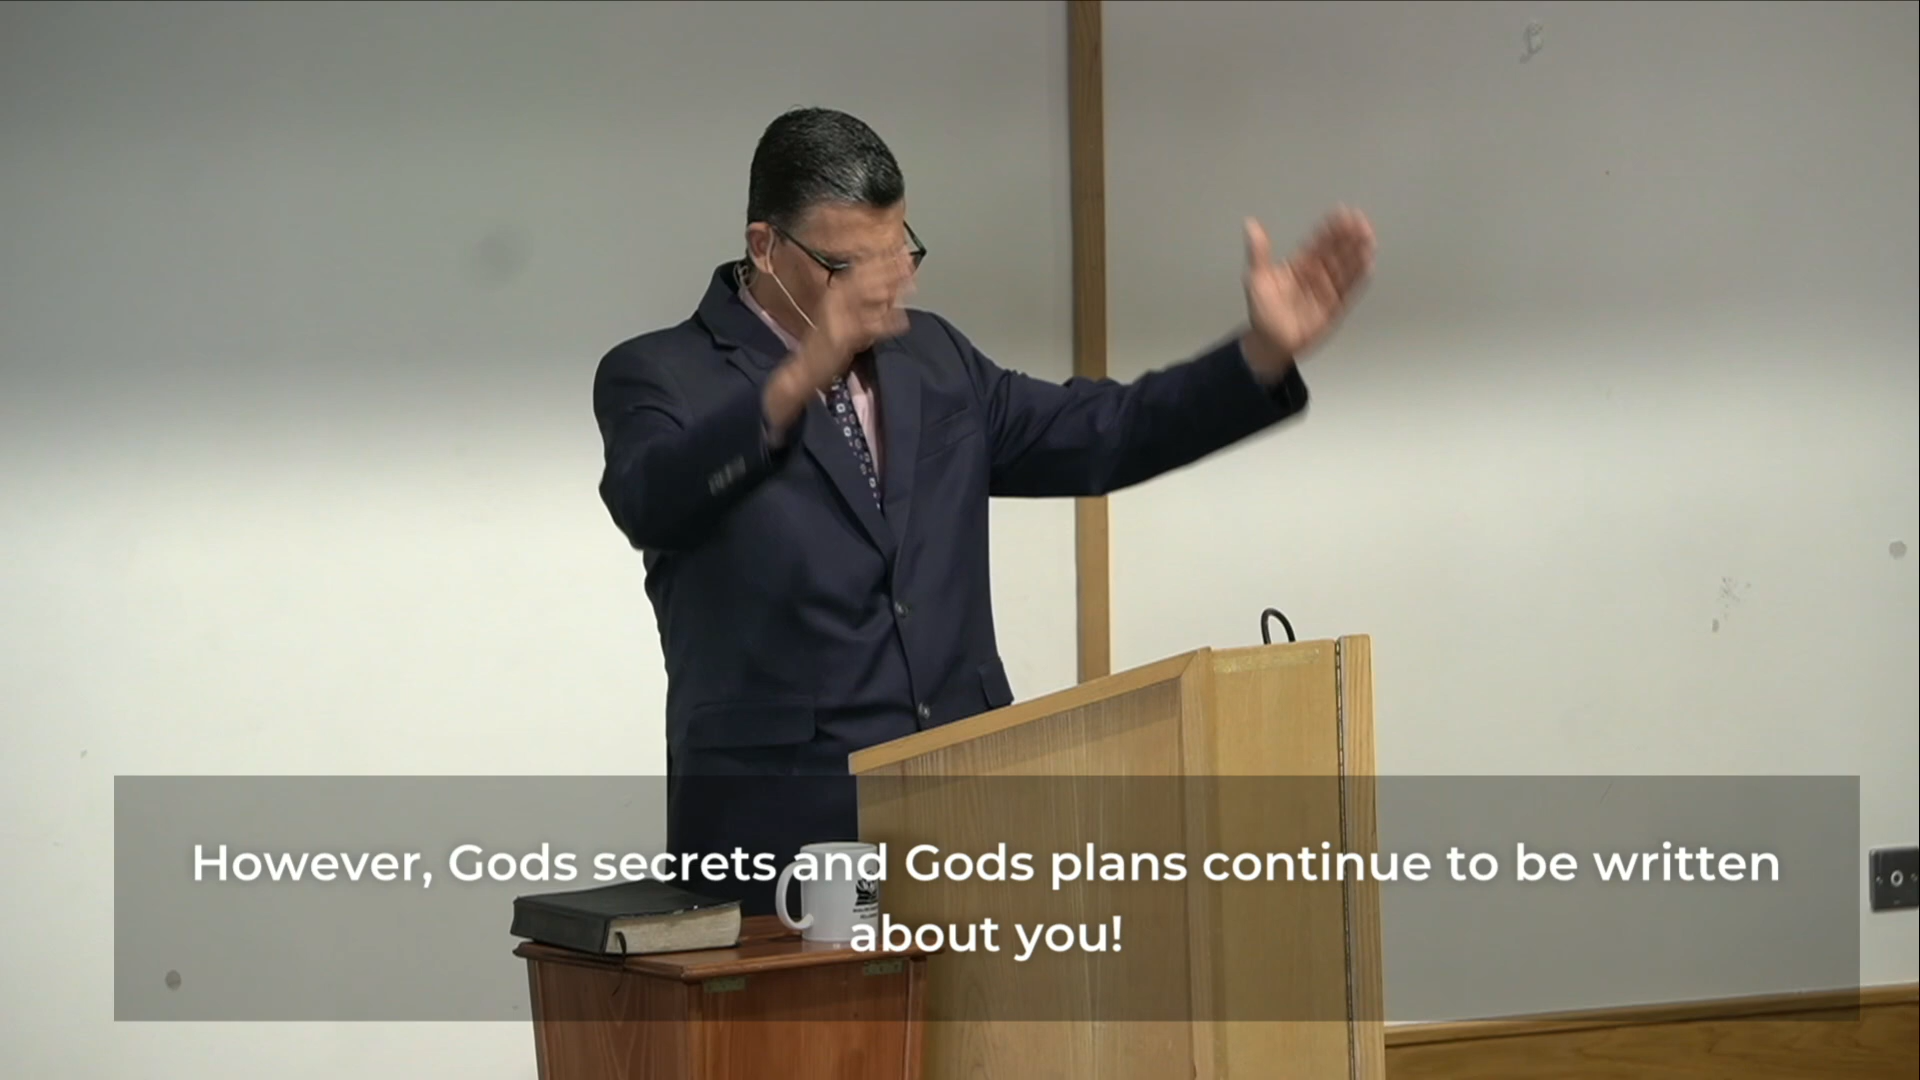 However, Gods secrets and Gods plans continue to be written
about you!